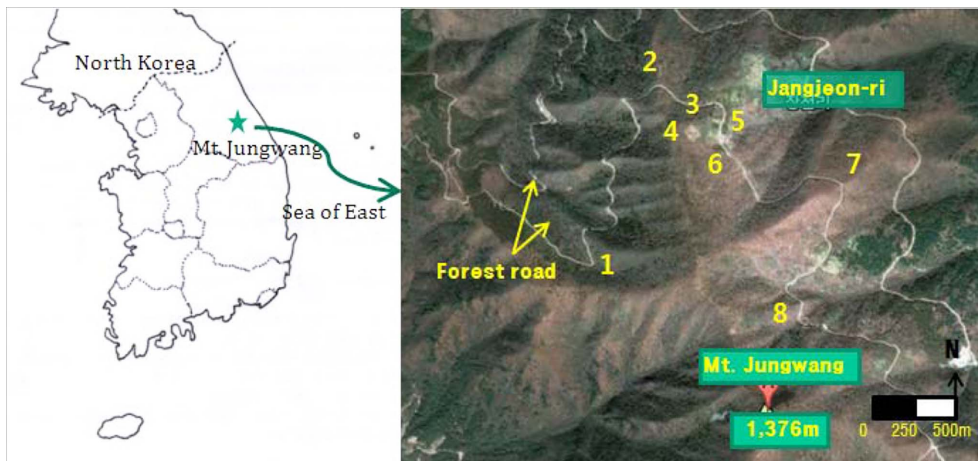 North Korea
Mt. Jungwang
Sea of East
2
Jangjeon-ri
3
4
5
6
7
Forest road
1
8
Mt. Jungwang
N
1,376m
0 250 500m